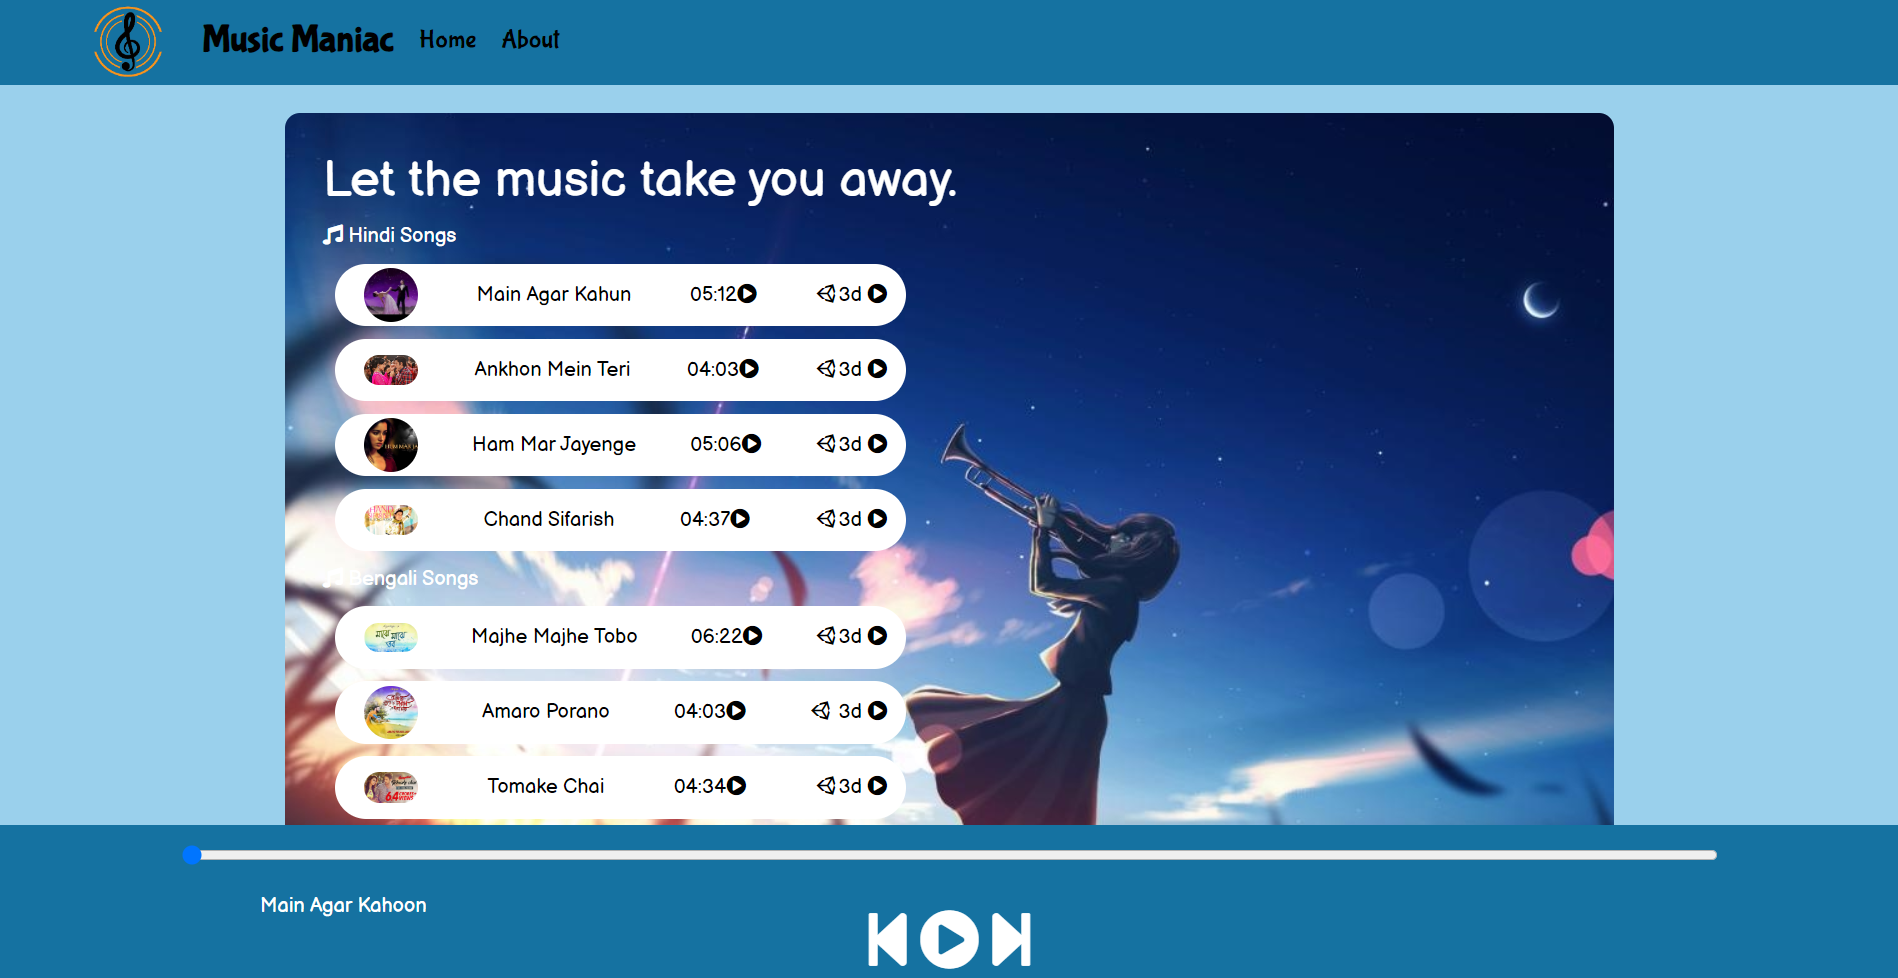 Music Maniac Home About
Let the music take you away.
Hindi Songs
Main Agar Kahun 05:12 3d
Ankhon Mein Teri 04:03 3d
Ham Mar Jayenge 05:06 3d
Chand Sifarish 04:37 3d
Bengali Songs
মাঝে মাঝে তব
Majhe Majhe Tobo 06:22 3d
Amaro Porano 04:03 3d
Tomake Chai 04:34 3d
Main Agar Kahoon